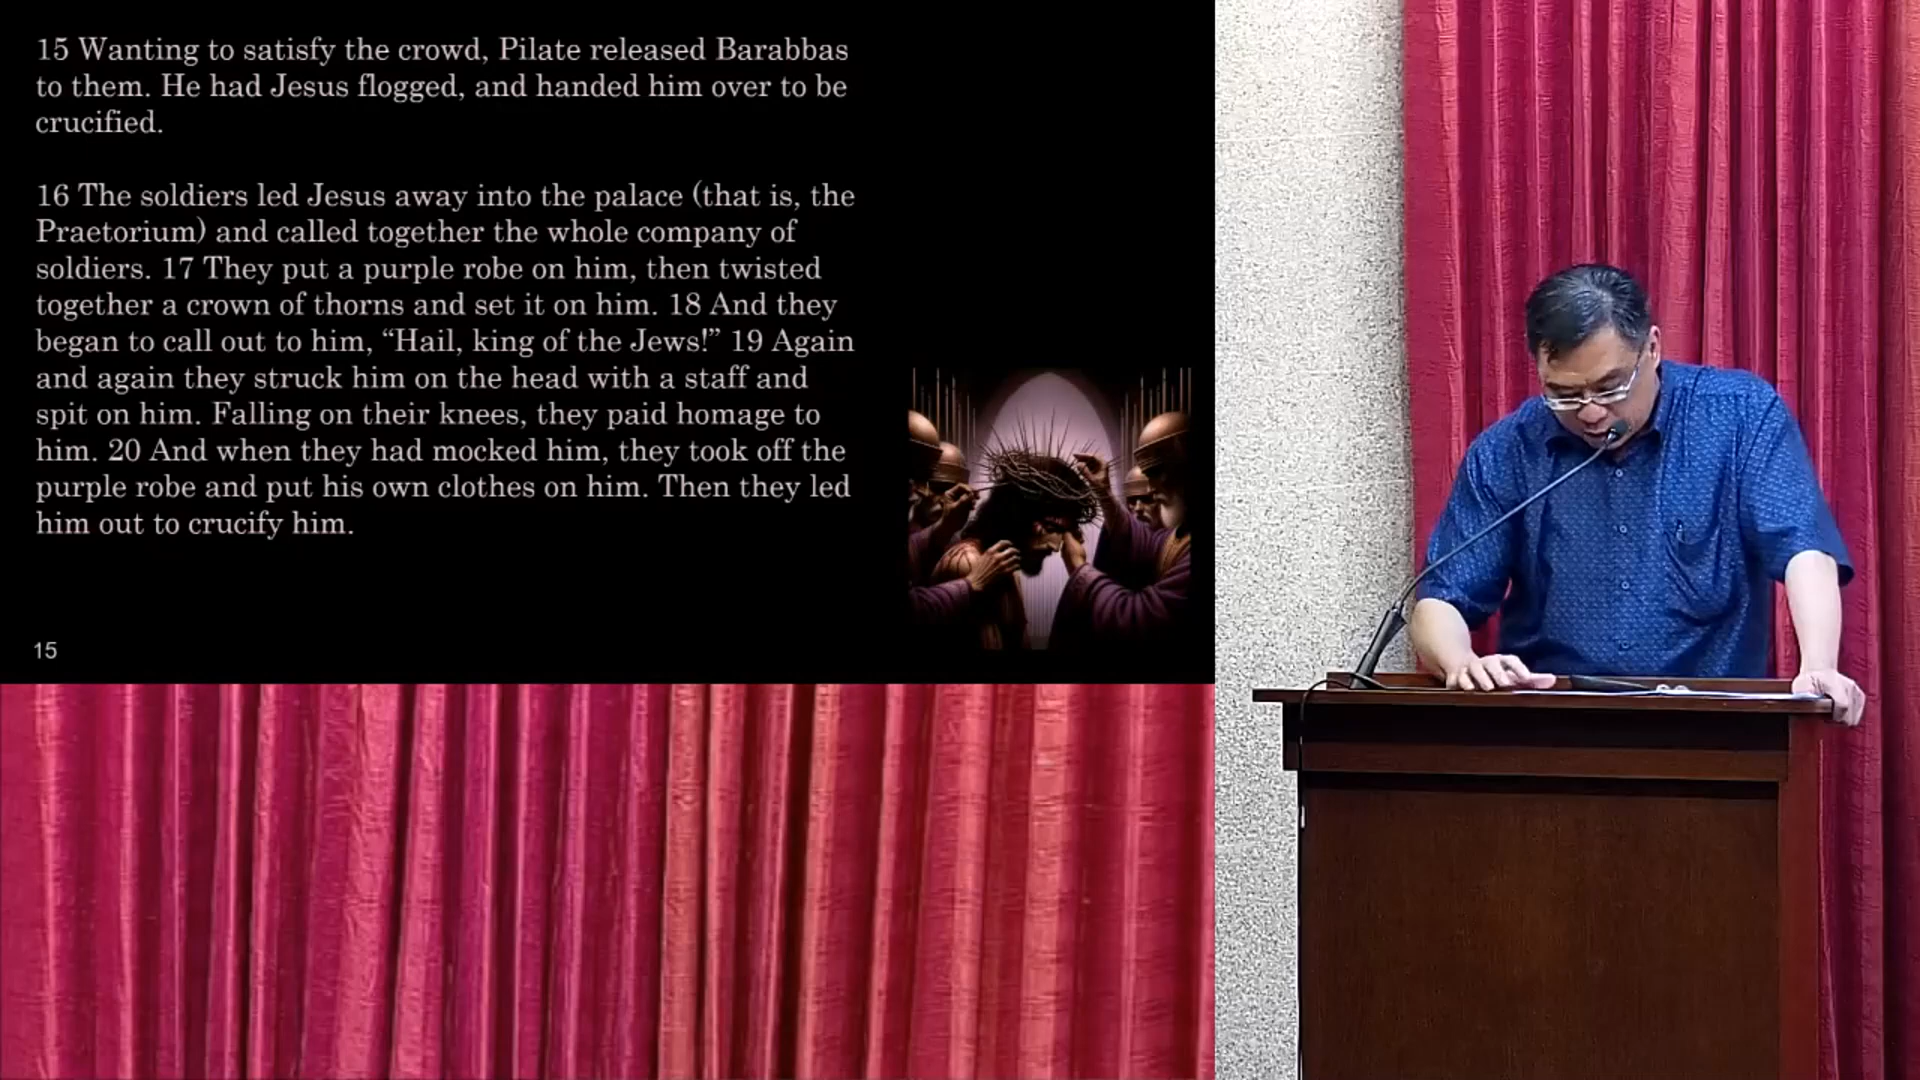 15 Wanting to satisfy the crowd, Pilate released Barabbas
to them. He had Jesus flogged, and handed him over to be
crucified.
16 The soldiers led Jesus away into the palace (that is, the
Praetorium) and called together the whole company of
soldiers. 17 They put a purple robe on him, then twisted
together a crown of thorns and set it on him. 18 And they
began to call out to him, “Hail, king of the Jews!” 19 Again
and again they struck him on the head with a staff and
spit on him. Falling on their knees, they paid homage to
him. 20 And when they had mocked him, they took off the
purple robe and put his own clothes on him. Then they led
him out to crucify him.
15